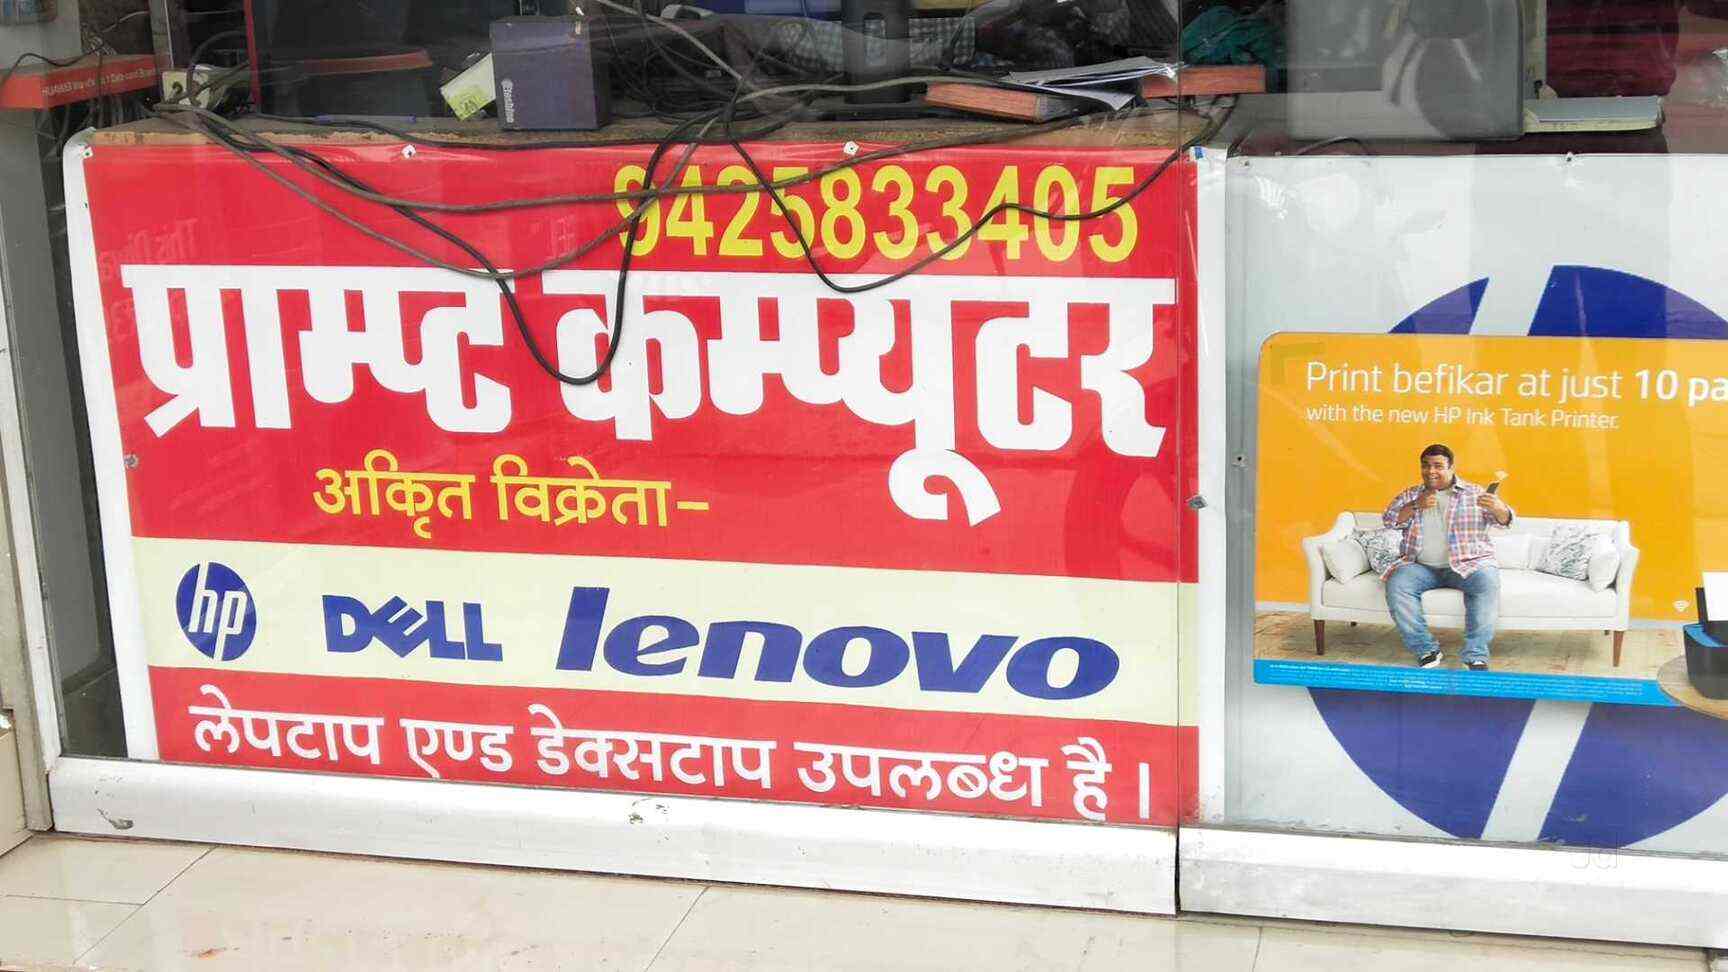 9425833405
प्राम्प्ट कम्प्यूटर
अकिृत विक्रेता-
hp DELL lenovo
लेपटाप एण्ड डेक्सटाप उपलब्ध है।
Print befikar at just 10 pa
with the new HP Ink Tank Printer.